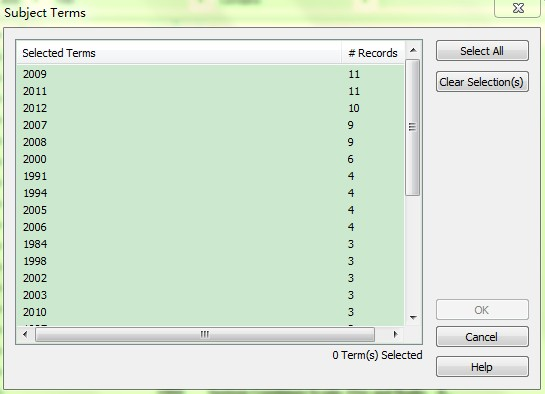 Subject Terms
Selected Terms # Records
2009 11
2011 11
2012 10
2007 9
2008 9
2000 6
1991 4
1994 4
2005 4
2006 4
1984 3
1998 3
2002 3
2003 3
2010 3
0 Term(s) Selected
Select All
Clear Selection(s)
OK
Cancel
Help